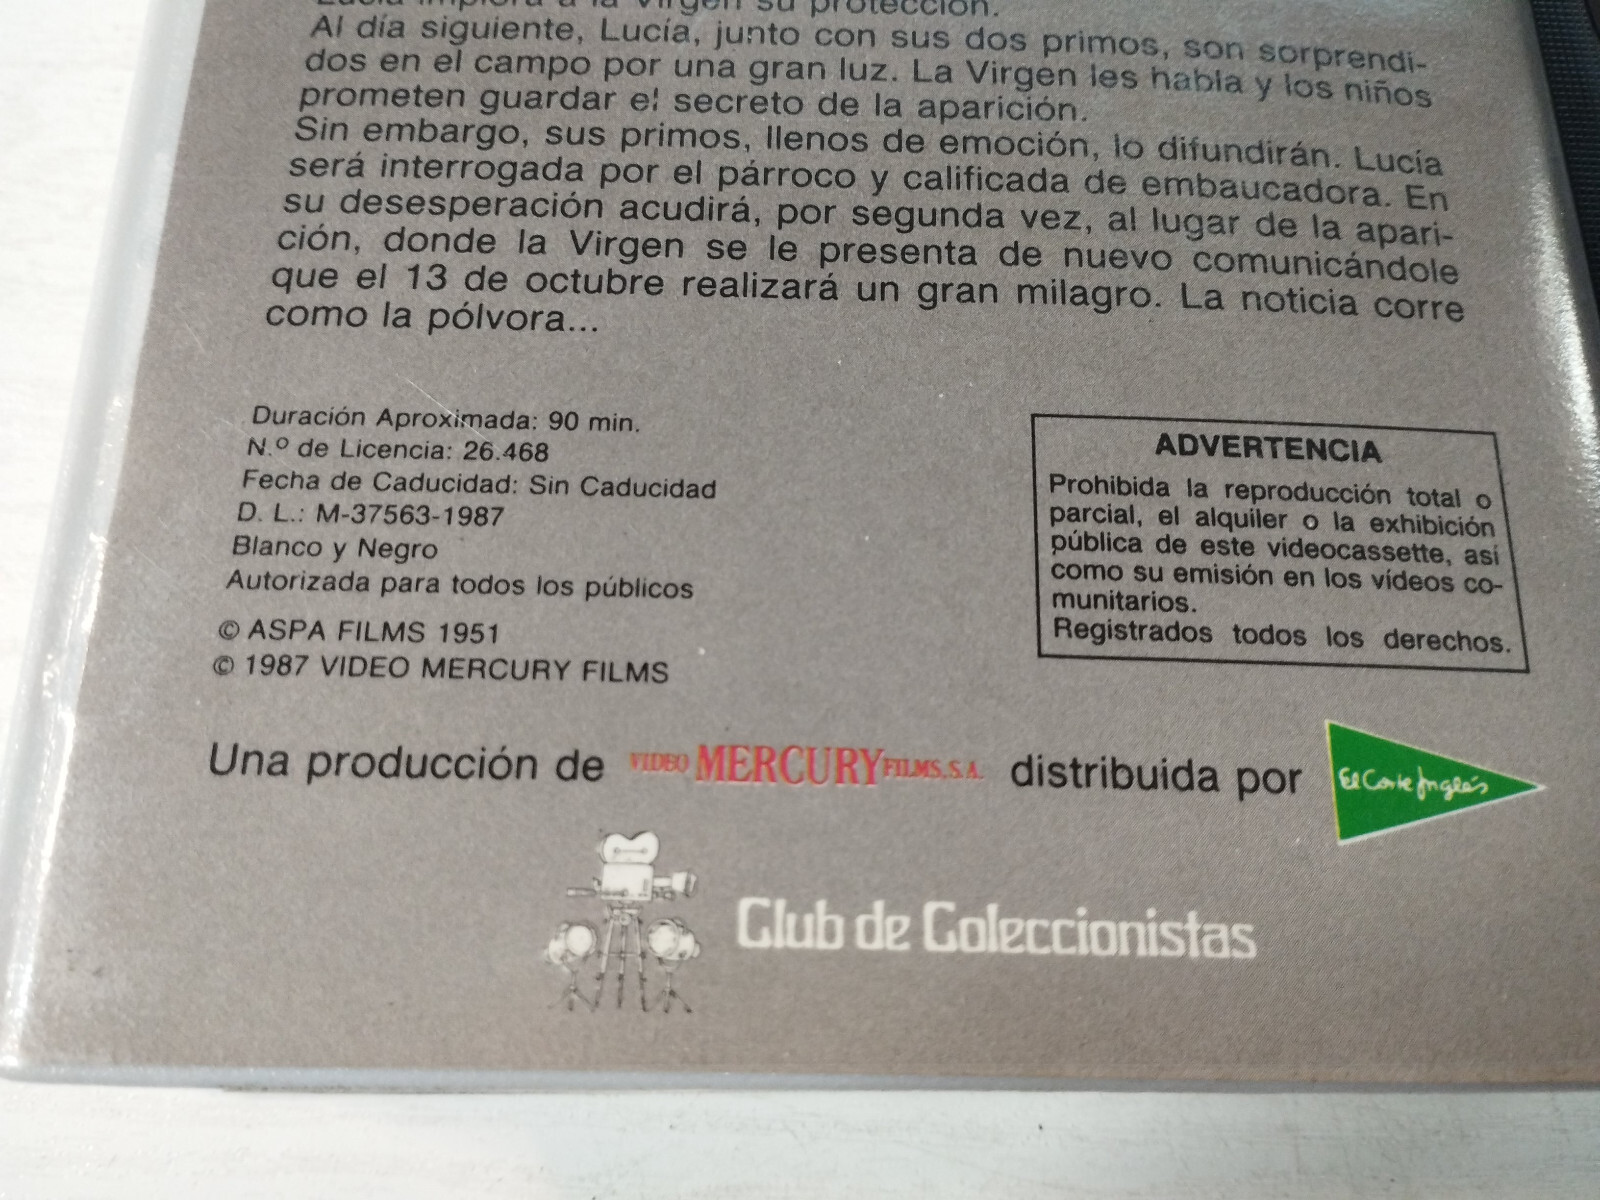 Lucía implora a la Virgen su protección.
Al día siguiente, Lucía, junto con sus dos primos, son sorprendi-
dos en el campo por una gran luz. La Virgen les habla y los niños
prometen guardar el secreto de la aparición.
Sin embargo, sus primos, llenos de emoción, lo difundirán. Lucía
será interrogada por el párroco y calificada de embaucadora. En
su desesperación acudirá, por segunda vez, al lugar de la apari-
ción, donde la Virgen se le presenta de nuevo comunicándole
que el 13 de octubre realizará un gran milagro. La noticia corre
como la pólvora...
Duración Aproximada: 90 min.
N.º de Licencia: 26.468
Fecha de Caducidad: Sin Caducidad
D. L.: M-37563-1987
Blanco y Negro
Autorizada para todos los públicos
© ASPA FILMS 1951
© 1987 VIDEO MERCURY FILMS
ADVERTENCIA
Prohibida la reproducción total o
parcial, el alquiler o la exhibición
pública de este videocassette, así
como su emisión en los vídeos co-
munitarios.
Registrados todos los derechos.
Una producción de VIDEO MERCURY FILMS, S.A. distribuida por El Corte Inglés
Club de Coleccionistas